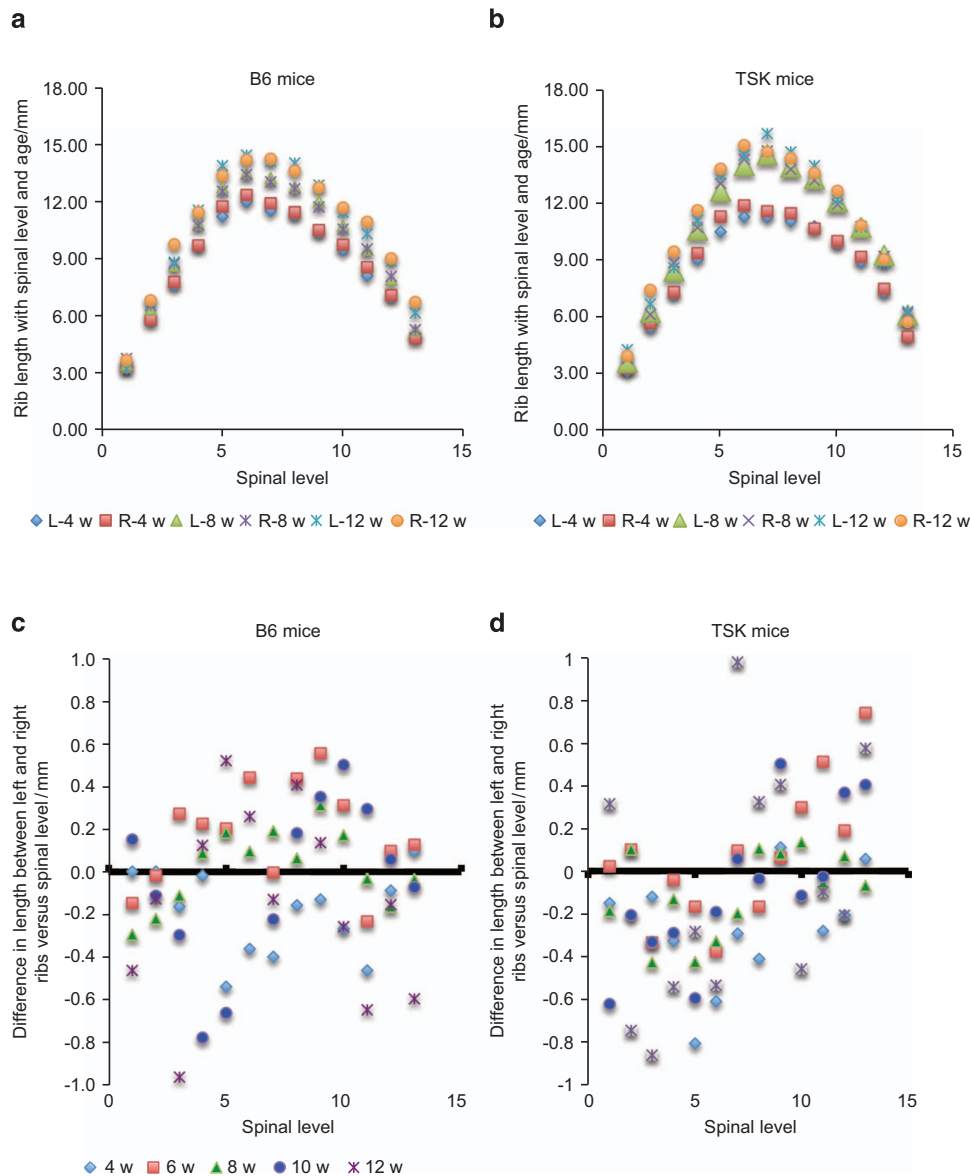 a
B6 mice
Rib length with spinal level and age/mm
18.00
15.00
12.00
9.00
6.00
3.00
0.00
0 5 10 15
Spinal level
L-4 w R-4 w L-8 w R-8 w L-12 w R-12 w
b
TSK mice
Rib length with spinal level and age/mm
18.00
15.00
12.00
9.00
6.00
3.00
0.00
0 5 10 15
Spinal level
L-4 w R-4 w L-8 w R-8 w L-12 w R-12 w
c
B6 mice
Difference in length between left and right
ribs versus spinal level/mm
1.0
0.8
0.6
0.4
0.2
0.0
-0.2
-0.4
-0.6
-0.8
-1.0
0 5 10 15
Spinal level
4 w 6 w 8 w 10 w 12 w
d
TSK mice
Difference in length between left and right
ribs versus spinal level/mm
1
0.8
0.6
0.4
0.2
0
-0.2
-0.4
-0.6
-0.8
-1
0 5 10 15
Spinal level